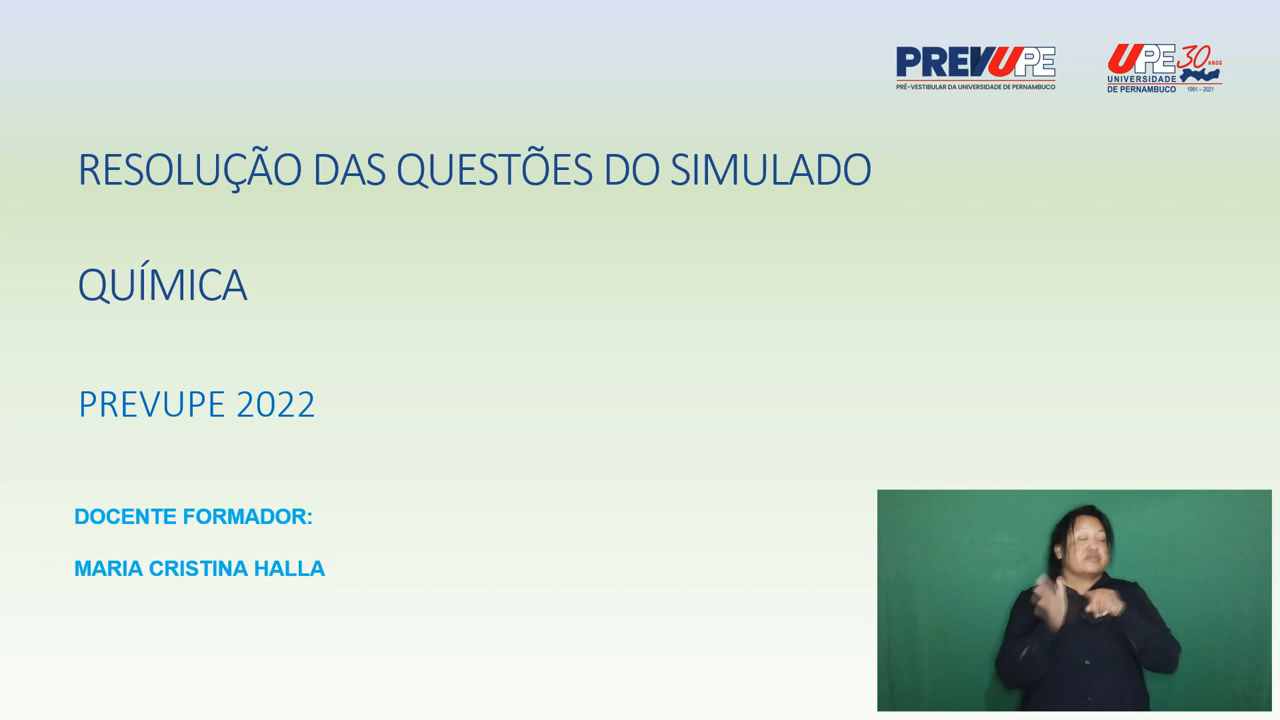 PREVUPE
PRÉ-VESTIBULAR DA UNIVERSIDADE DE PERNAMBUCO
UPE 30 ANOS
UNIVERSIDADE
DE PERNAMBUCO 1991 – 2021
RESOLUÇÃO DAS QUESTÕES DO SIMULADO
QUÍMICA
PREVUPE 2022
DOCENTE FORMADOR:
MARIA CRISTINA HALLA